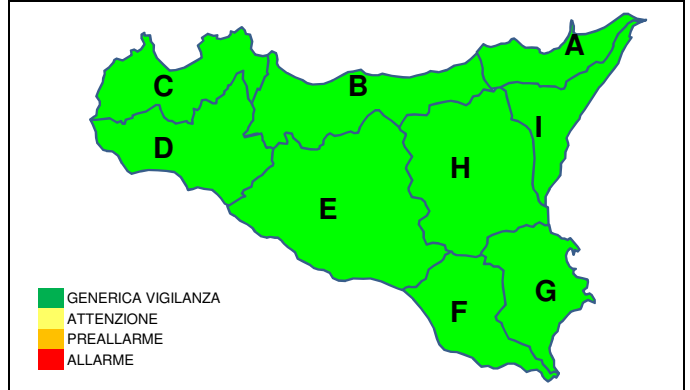 A
C
B
I
D
H
E
G
F
GENERICA VIGILANZA
ATTENZIONE
PREALLARME
ALLARME